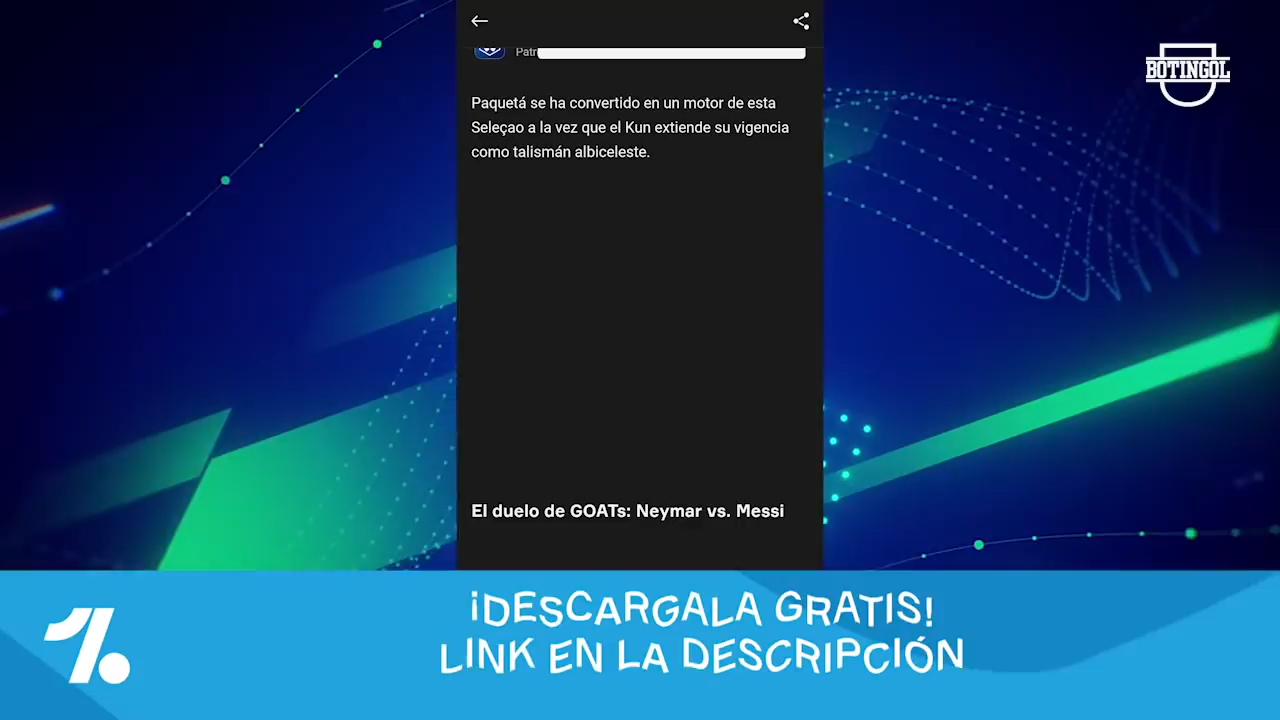 BOTINGOL
Paquetá se ha convertido en un motor de esta
Seleçao a la vez que el Kun extiende su vigencia
como talismán albiceleste.
El duelo de GOATs: Neymar vs. Messi
¡DESCARGALA GRATIS!
LINK EN LA DESCRIPCIÓN